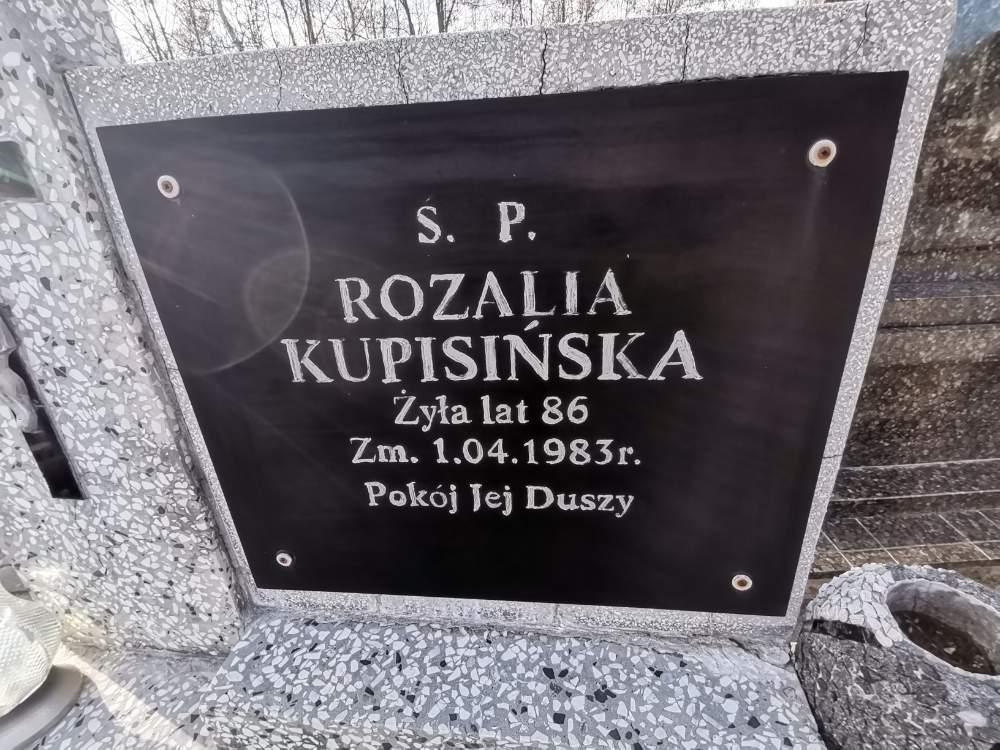 Ś. P.
ROZALIA
KUPISIŃSKA
Żyła lat 86
Zm. 1.04.1983r.
Pokój Jej Duszy